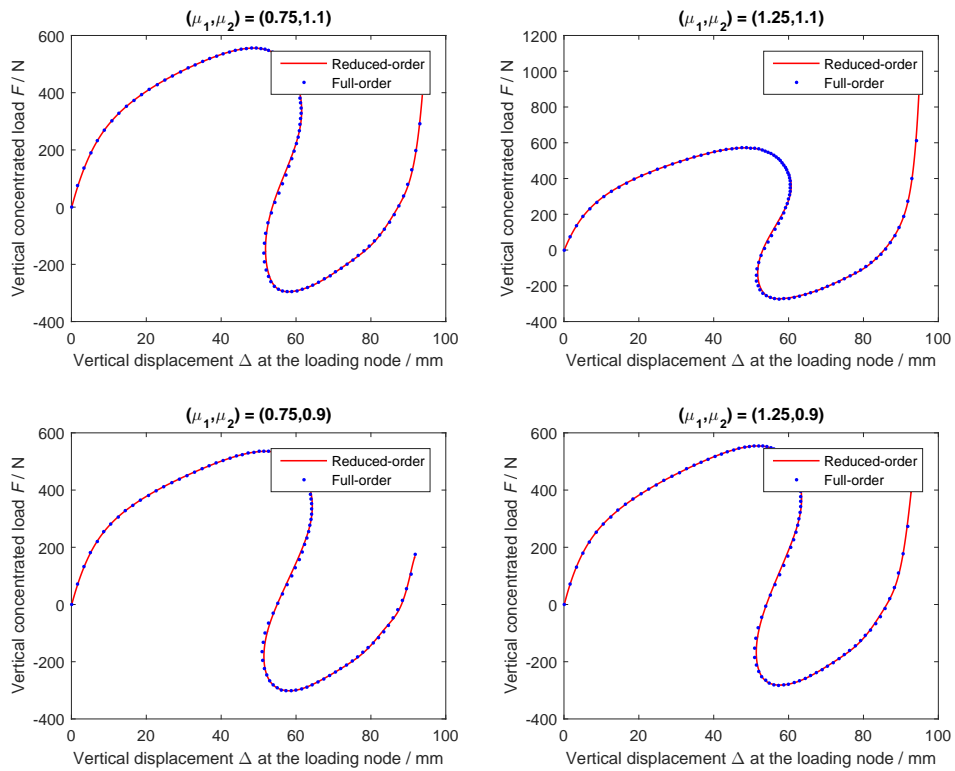 (μ₁,μ₂) = (0.75,1.1)
600
400
200
0
-200
-400
0
20
40
60
80
100
Vertical concentrated load F / N
Vertical displacement Δ at the loading node / mm
Reduced-order
Full-order
(μ₁,μ₂) = (1.25,1.1)
1200
1000
800
600
400
200
0
-200
-400
0
20
40
60
80
100
Vertical concentrated load F / N
Vertical displacement Δ at the loading node / mm
Reduced-order
Full-order
(μ₁,μ₂) = (0.75,0.9)
600
400
200
0
-200
-400
0
20
40
60
80
100
Vertical concentrated load F / N
Vertical displacement Δ at the loading node / mm
Reduced-order
Full-order
(μ₁,μ₂) = (1.25,0.9)
600
400
200
0
-200
-400
0
20
40
60
80
100
Vertical concentrated load F / N
Vertical displacement Δ at the loading node / mm
Reduced-order
Full-order